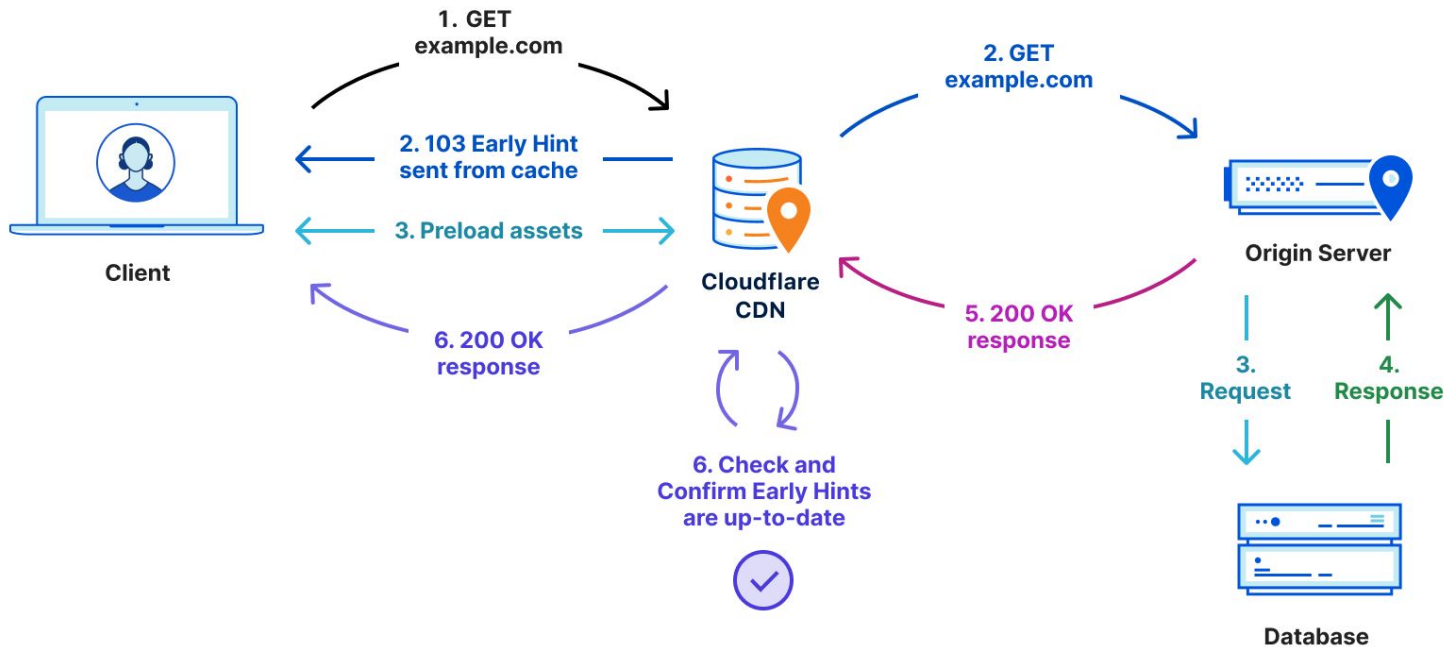 1. GET
example.com
2. GET
example.com
2. 103 Early Hint
sent from cache
3. Preload assets
Client
Cloudflare
CDN
Origin Server
6. 200 OK
response
5. 200 OK
response
3.
Request
4.
Response
6. Check and
Confirm Early Hints
are up-to-date
Database